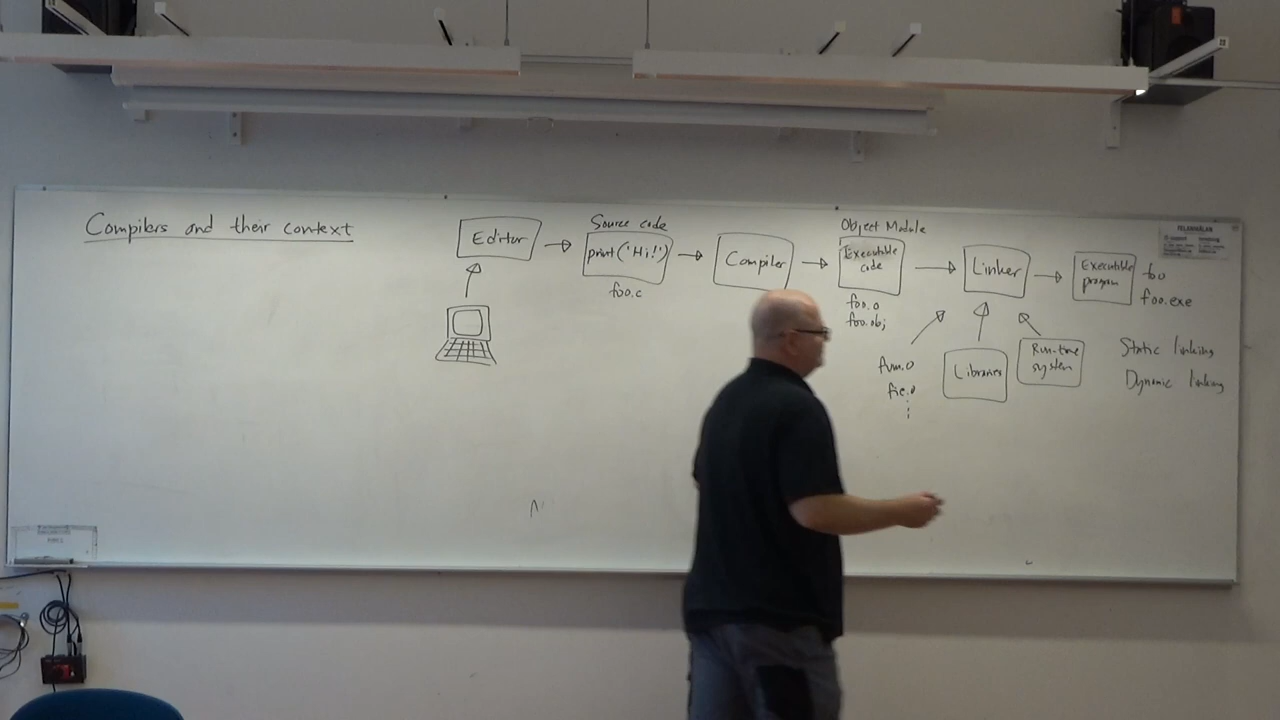 Compilers and their context
Editor
Source code
print('Hi!')
foo.c
Compiler
Object Module
Executable
code
foo.o
foo.obj
Linker
Executable
program
foo
foo.exe
fum.o
fie.o
Libraries
Run-time
system
Static linking
Dynamic linking
FELANMÄLAN